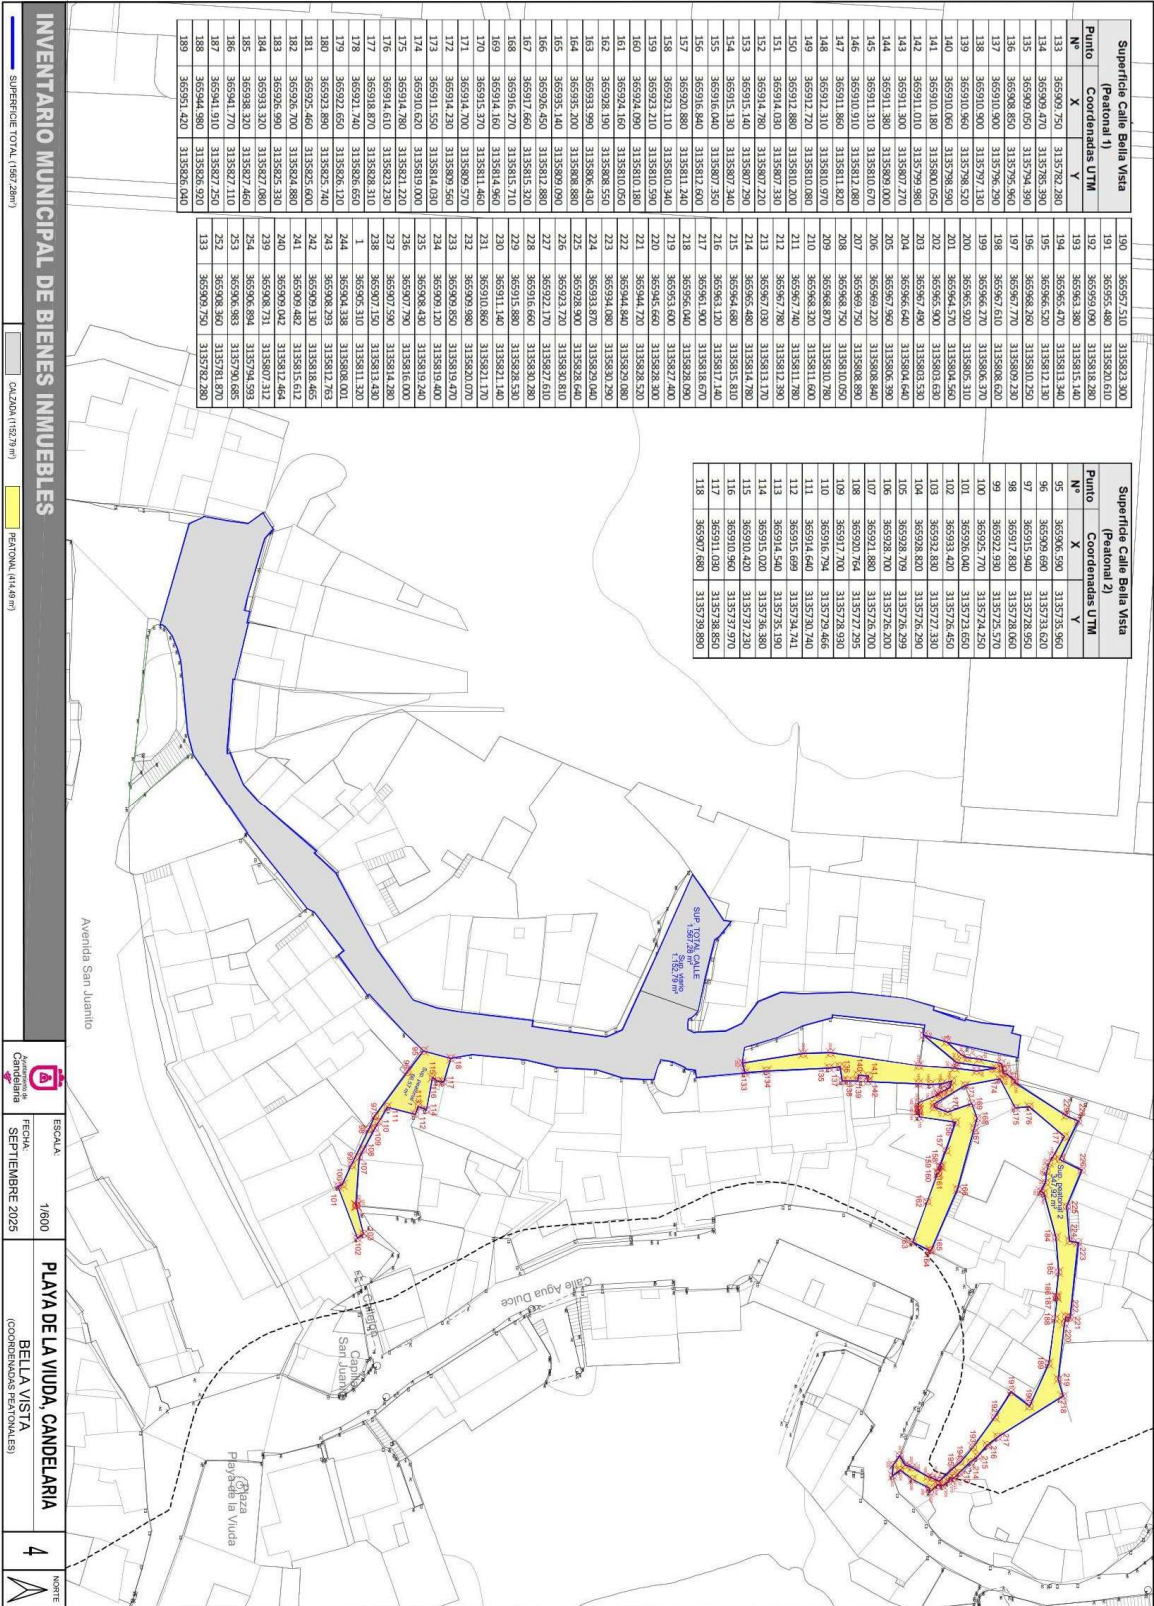 Superficie Calle Bella Vista
(Peatonal 1)
Punto Coordenadas UTM
Nº X Y
133 365909.750 3135782.280
134 365909.470 3135785.390
135 365909.050 3135794.390
136 365908.850 3135795.960
137 365910.900 3135796.290
138 365910.900 3135797.130
139 365910.960 3135798.320
140 365910.060 3135798.590
141 365910.180 3135800.050
142 365911.010 3135799.980
143 365911.300 3135807.770
144 365911.380 3135809.000
145 365911.310 3135810.670
146 365910.910 3135812.080
147 365911.860 3135811.820
148 365912.310 3135810.970
149 365912.720 3135810.080
150 365912.880 3135810.200
151 365914.030 3135807.330
152 365914.780 3135807.220
153 365915.140 3135807.290
154 365915.130 3135807.340
155 365916.040 3135807.350
156 365916.840 3135812.600
157 365920.880 3135811.240
158 365923.110 3135810.340
159 365923.210 3135810.590
160 365924.090 3135810.180
161 365924.160 3135810.050
162 365928.190 3135808.550
163 365933.990 3135806.430
164 365935.200 3135808.880
165 365935.140 3135809.090
166 365926.450 3135812.880
167 365917.660 3135815.320
168 365916.270 3135815.710
169 365914.160 3135814.960
170 365915.370 3135811.460
171 365914.700 3135809.570
172 365914.230 3135809.560
173 365911.550 3135814.030
174 365910.620 3135819.000
175 365914.780 3135821.220
176 365914.610 3135823.230
177 365918.870 3135828.310
178 365921.740 3135826.650
179 365922.650 3135826.120
180 365923.890 3135825.740
181 365925.460 3135825.600
182 365926.700 3135824.880
183 365926.990 3135825.330
184 365933.320 3135827.080
185 365938.320 3135827.460
186 365941.770 3135827.110
187 365941.910 3135827.250
188 365944.980 3135826.920
189 365951.420 3135826.040
190 365957.510 3135823.300
191 365955.480 3135820.010
192 365959.090 3135818.280
193 365963.380 3135815.140
194 365965.470 3135813.340
195 365966.520 3135812.130
196 365968.260 3135810.250
197 365967.770 3135809.230
198 365967.610 3135808.020
199 365966.270 3135806.370
200 365965.920 3135805.310
201 365964.570 3135804.560
202 365965.900 3135803.630
203 365967.490 3135803.530
204 365966.640 3135804.640
205 365967.960 3135806.390
206 365969.220 3135808.840
207 365969.750 3135808.890
208 365968.750 3135810.050
209 365968.870 3135810.780
210 365968.320 3135811.600
211 365967.740 3135811.780
212 365967.780 3135812.390
213 365967.030 3135813.170
214 365965.480 3135814.780
215 365964.680 3135815.810
216 365963.120 3135817.140
217 365961.900 3135818.070
218 365956.040 3135828.090
219 365953.600 3135827.400
220 365945.660 3135828.300
221 365944.720 3135828.520
222 365944.840 3135829.080
223 365934.080 3135830.290
224 365933.870 3135829.040
225 365928.900 3135828.640
226 365923.720 3135830.810
227 365922.170 3135827.610
228 365916.660 3135830.280
229 365915.880 3135828.530
230 365911.140 3135821.140
231 365910.860 3135821.170
232 365909.980 3135820.070
233 365909.850 3135819.470
234 365909.120 3135819.400
235 365908.430 3135819.240
236 365907.790 3135816.000
237 365907.590 3135814.280
238 365907.150 3135813.430
1 365905.310 3135811.320
244 365904.338 3135808.001
243 365908.293 3135812.763
242 365909.130 3135818.465
241 365909.482 3135815.612
240 365909.042 3135812.464
239 365908.731 3135807.312
254 365906.894 3135794.993
253 365906.983 3135790.085
252 365908.360 3135781.870
133 365909.750 3135782.280
Superficie Calle Bella Vista
(Peatonal 2)
Punto Coordenadas UTM
Nº X Y
95 365906.590 3135735.960
96 365909.690 3135733.620
97 365915.940 3135728.950
98 365917.830 3135728.060
99 365922.930 3135725.570
100 365925.770 3135724.250
101 365926.040 3135723.650
102 365933.420 3135726.450
103 365932.830 3135727.330
104 365928.820 3135726.290
105 365928.709 3135726.299
106 365928.700 3135726.200
107 365921.880 3135726.700
108 365920.764 3135727.295
109 365917.700 3135728.930
110 365916.794 3135729.466
111 365914.640 3135730.740
112 365915.699 3135734.741
113 365914.540 3135735.190
114 365915.020 3135736.380
115 365910.420 3135737.230
116 365910.960 3135737.970
117 365911.030 3135738.850
118 365907.680 3135739.890
SUP. TOTAL CALLE
1.567,28 m²
Sup. viario
1.152,79 m²
Sup. peatonal 2
347,92 m²
Avenida San Juanito
Calle Agua Dulce
Callejón
Capilla
San Juan
Plaza
Playa de la Viuda
INVENTARIO MUNICIPAL DE BIENES INMUEBLES
SUPERFICIE TOTAL (1567,28m²)
CALZADA (1152,79 m²)
PEATONAL (414,49 m²)
Ayuntamiento de
Candelaria
ESCALA:
1/600
FECHA:
SEPTIEMBRE 2025
PLAYA DE LA VIUDA, CANDELARIA
BELLA VISTA
(COORDENADAS PEATONALES)
4
NORTE